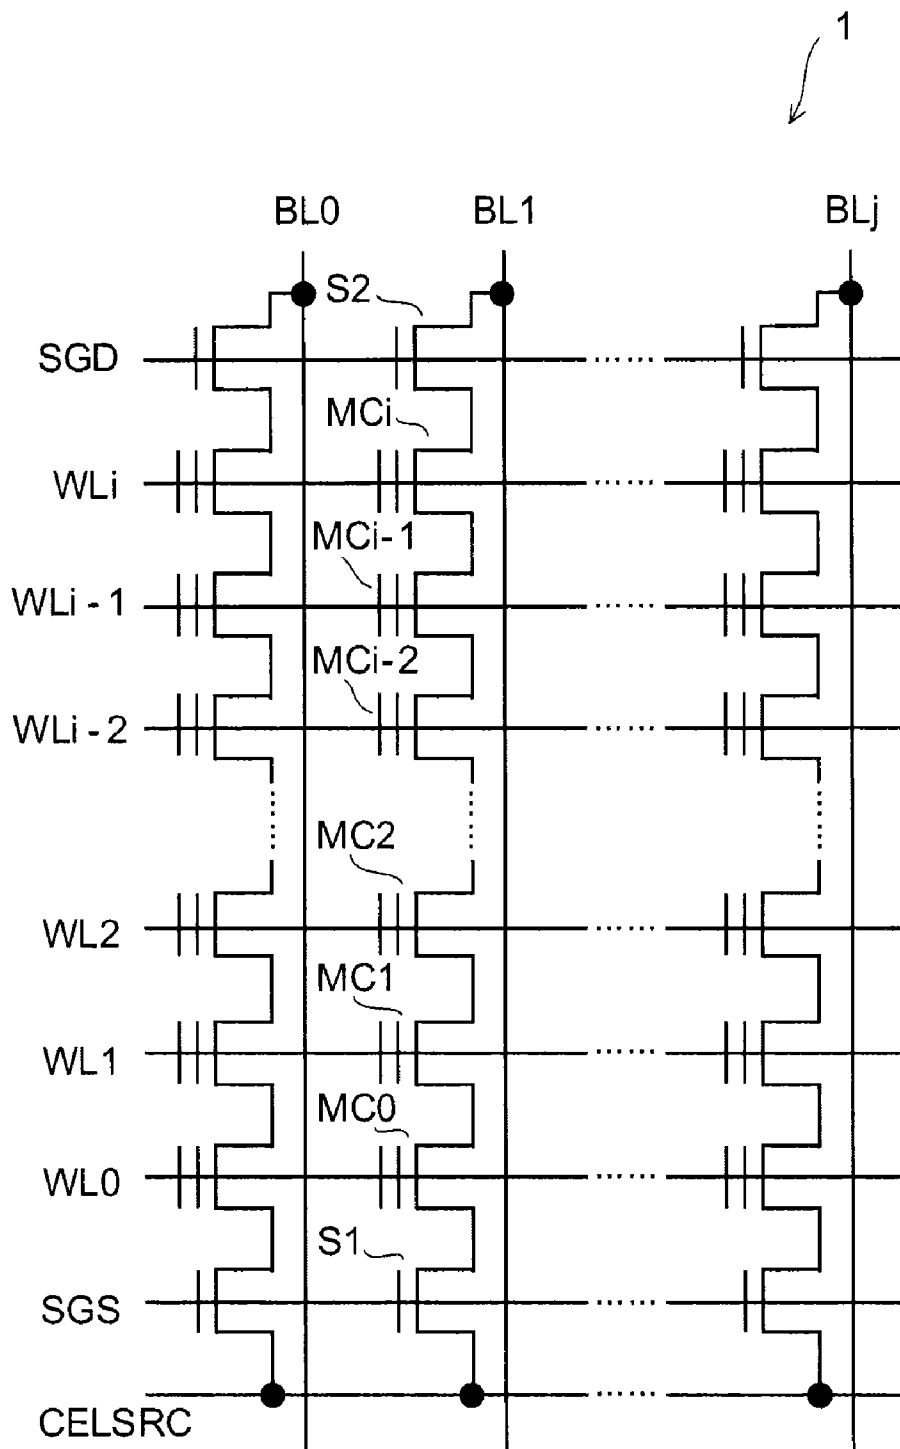 1
BL0 BL1 BLj
S2
SGD
MCi
WLi
MCi-1
WLi-1
MCi-2
WLi-2
MC2
WL2
MC1
WL1
MC0
WL0
S1
SGS
CELSRC